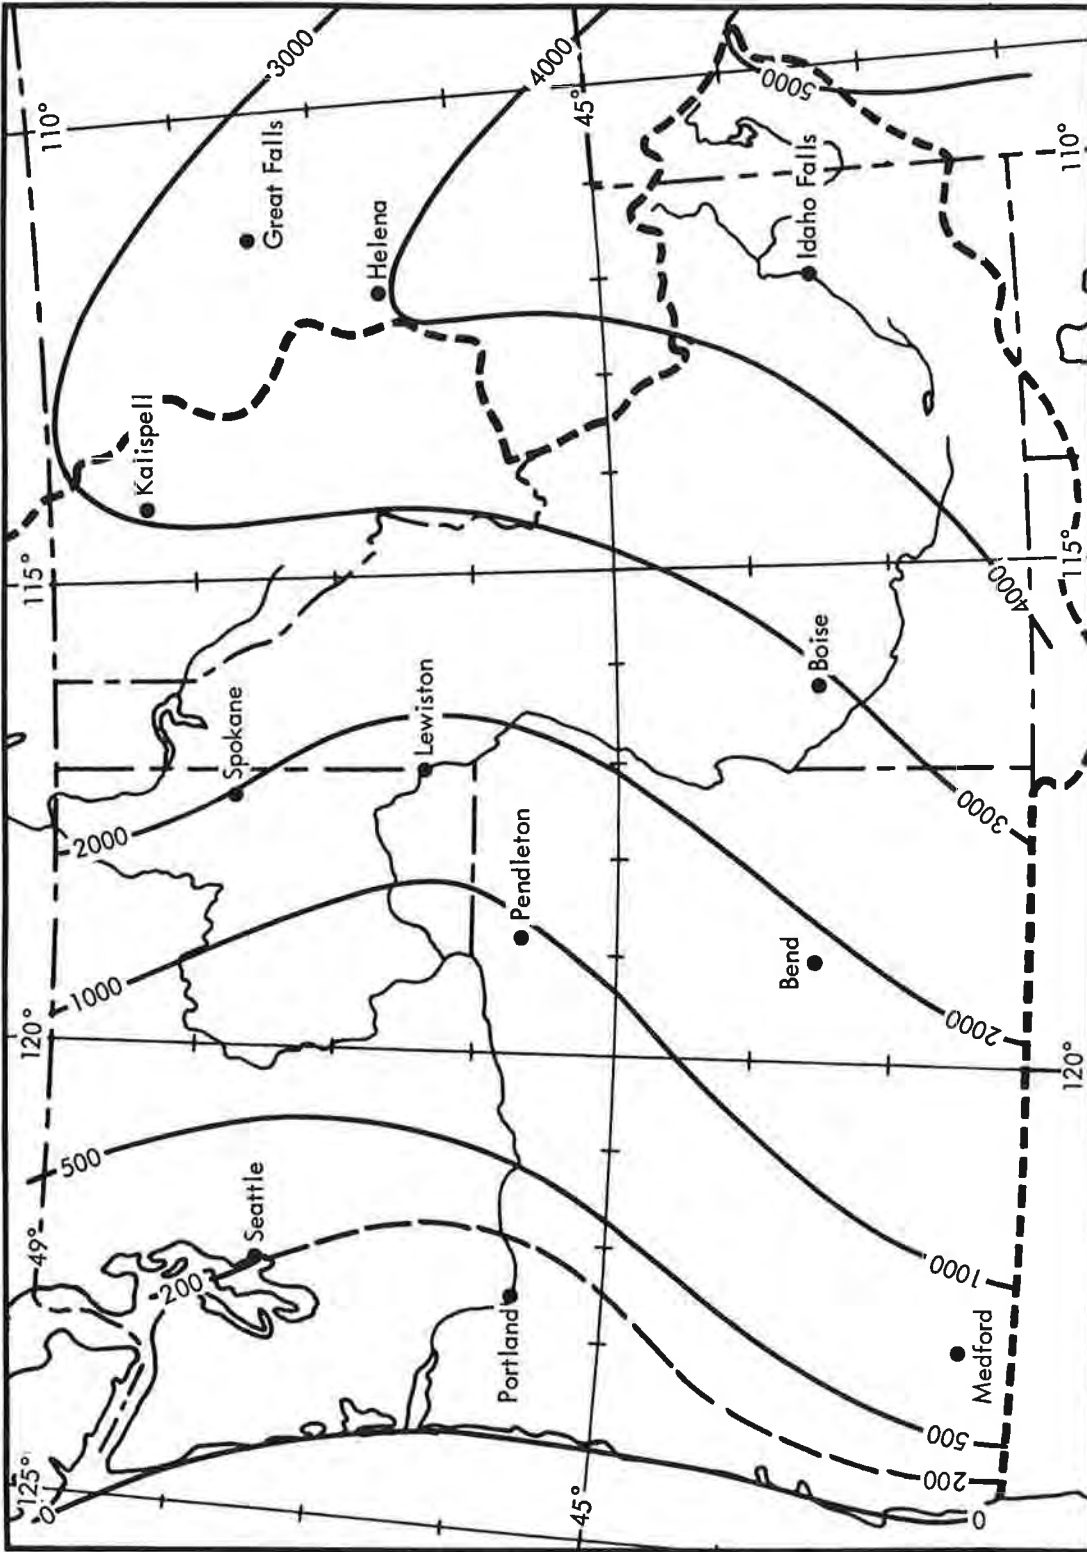 125°
49°
120°
115°
110°
0
200
500
1000
2000
3000
Seattle
Spokane
Kalispell
Great Falls
Lewiston
Helena
4000
Portland
Pendleton
45°
45°
Bend
Boise
Idaho Falls
5000
Medford
0
200
500
1000
2000
3000
4000
120°
115°
110°